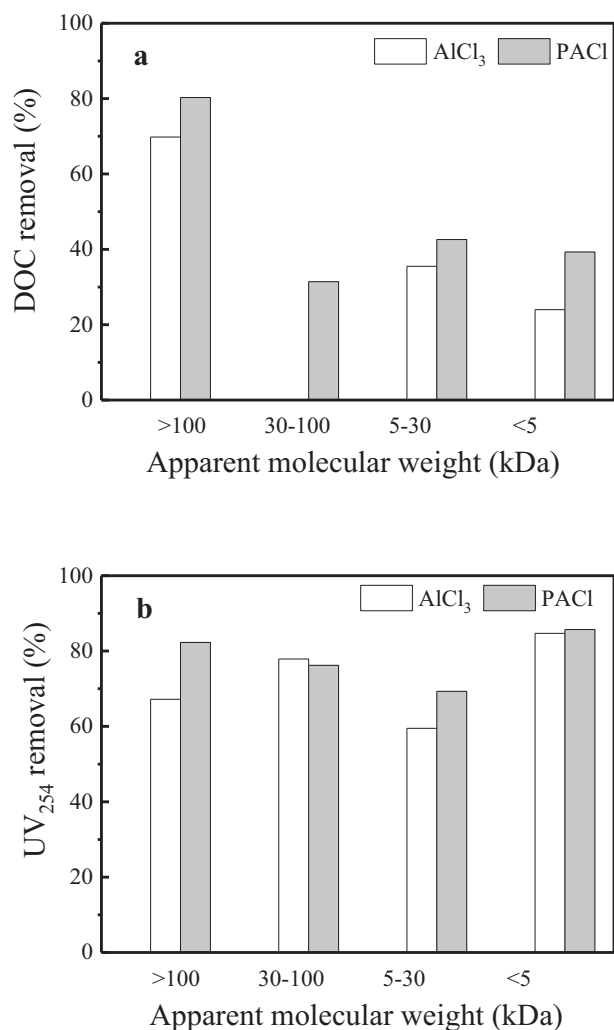 100
80
60
40
20
0
DOC removal (%)
a
AlCl₃
PACl
>100 30-100 5-30 <5
Apparent molecular weight (kDa)
100
80
60
40
20
0
UV₂₅₄ removal (%)
b
AlCl₃
PACl
>100 30-100 5-30 <5
Apparent molecular weight (kDa)